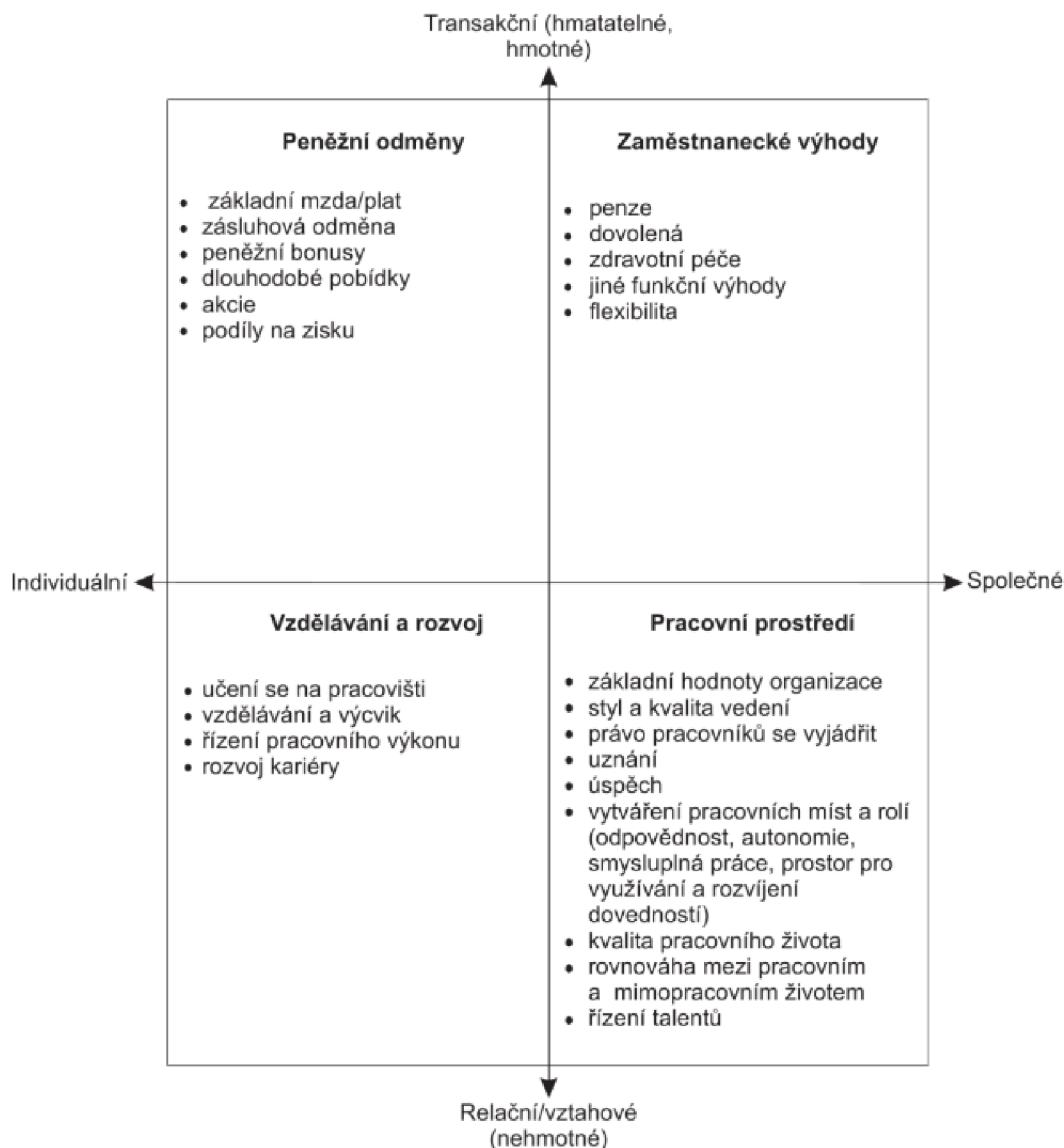 Transakční (hmatatelné,
hmotné)
Peněžní odměny
• základní mzda/plat
• zásluhová odměna
• peněžní bonusy
• dlouhodobé pobídky
• akcie
• podíly na zisku
Zaměstnanecké výhody
• penze
• dovolená
• zdravotní péče
• jiné funkční výhody
• flexibilita
Individuální
Společné
Vzdělávání a rozvoj
• učení se na pracovišti
• vzdělávání a výcvik
• řízení pracovního výkonu
• rozvoj kariéry
Pracovní prostředí
• základní hodnoty organizace
• styl a kvalita vedení
• právo pracovníků se vyjádřit
• uznání
• úspěch
• vytváření pracovních míst a rolí
(odpovědnost, autonomie,
smysluplná práce, prostor pro
využívání a rozvíjení
dovedností)
• kvalita pracovního života
• rovnováha mezi pracovním
a mimopracovním životem
• řízení talentů
Relační/vztahové
(nehmotné)